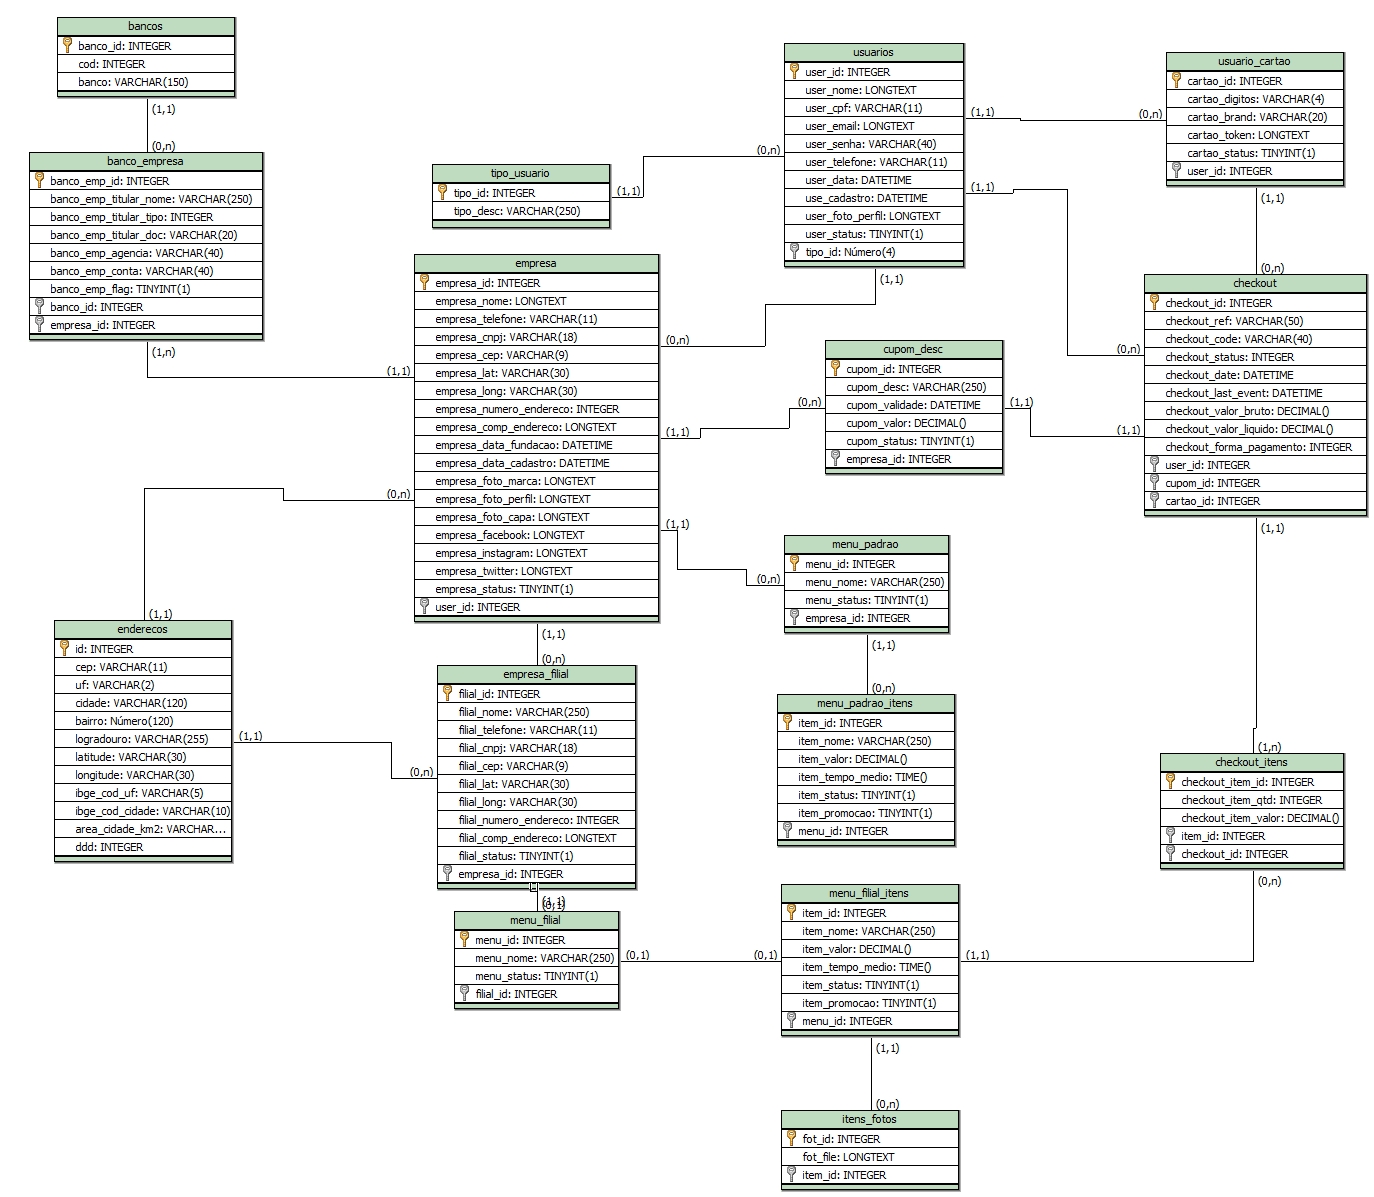 bancos
banco_id: INTEGER
cod: INTEGER
banco: VARCHAR(150)
(1,1)
(0,n)
banco_empresa
banco_emp_id: INTEGER
banco_emp_titular_nome: VARCHAR(250)
banco_emp_titular_tipo: INTEGER
banco_emp_titular_doc: VARCHAR(20)
banco_emp_agencia: VARCHAR(40)
banco_emp_conta: VARCHAR(40)
banco_emp_flag: TINYINT(1)
banco_id: INTEGER
empresa_id: INTEGER
(1,n)
(1,1)
tipo_usuario
tipo_id: INTEGER
tipo_desc: VARCHAR(250)
(1,1)
(0,n)
usuarios
user_id: INTEGER
user_nome: LONGTEXT
user_cpf: VARCHAR(11)
user_email: LONGTEXT
user_senha: VARCHAR(40)
user_telefone: VARCHAR(11)
user_data: DATETIME
use_cadastro: DATETIME
user_foto_perfil: LONGTEXT
user_status: TINYINT(1)
tipo_id: Número(4)
(1,1)
(0,n)
(1,1)
(0,n)
(1,1)
(0,n)
usuario_cartao
cartao_id: INTEGER
cartao_digitos: VARCHAR(4)
cartao_brand: VARCHAR(20)
cartao_token: LONGTEXT
cartao_status: TINYINT(1)
user_id: INTEGER
(1,1)
(0,n)
empresa
empresa_id: INTEGER
empresa_nome: LONGTEXT
empresa_telefone: VARCHAR(11)
empresa_cnpj: VARCHAR(18)
empresa_cep: VARCHAR(9)
empresa_lat: VARCHAR(30)
empresa_long: VARCHAR(30)
empresa_numero_endereco: INTEGER
empresa_comp_endereco: LONGTEXT
empresa_data_fundacao: DATETIME
empresa_data_cadastro: DATETIME
empresa_foto_marca: LONGTEXT
empresa_foto_perfil: LONGTEXT
empresa_foto_capa: LONGTEXT
empresa_facebook: LONGTEXT
empresa_instagram: LONGTEXT
empresa_twitter: LONGTEXT
empresa_status: TINYINT(1)
user_id: INTEGER
(1,1)
(0,n)
cupom_desc
cupom_id: INTEGER
cupom_desc: VARCHAR(250)
cupom_validade: DATETIME
cupom_valor: DECIMAL()
cupom_status: TINYINT(1)
empresa_id: INTEGER
(1,1)
(1,1)
checkout
checkout_id: INTEGER
checkout_ref: VARCHAR(50)
checkout_code: VARCHAR(40)
checkout_status: INTEGER
checkout_date: DATETIME
checkout_last_event: DATETIME
checkout_valor_bruto: DECIMAL()
checkout_valor_liquido: DECIMAL()
checkout_forma_pagamento: INTEGER
user_id: INTEGER
cupom_id: INTEGER
cartao_id: INTEGER
(1,1)
(1,n)
(0,n)
(1,1)
(1,1)
(0,n)
menu_padrao
menu_id: INTEGER
menu_nome: VARCHAR(250)
menu_status: TINYINT(1)
empresa_id: INTEGER
(1,1)
(0,n)
enderecos
id: INTEGER
cep: VARCHAR(11)
uf: VARCHAR(2)
cidade: VARCHAR(120)
bairro: Número(120)
logradouro: VARCHAR(255)
latitude: VARCHAR(30)
longitude: VARCHAR(30)
ibge_cod_uf: VARCHAR(5)
ibge_cod_cidade: VARCHAR(10)
area_cidade_km2: VARCHAR...
ddd: INTEGER
(1,1)
(0,n)
(1,1)
(0,n)
empresa_filial
filial_id: INTEGER
filial_nome: VARCHAR(250)
filial_telefone: VARCHAR(11)
filial_cnpj: VARCHAR(18)
filial_cep: VARCHAR(9)
filial_lat: VARCHAR(30)
filial_long: VARCHAR(30)
filial_numero_endereco: INTEGER
filial_comp_endereco: LONGTEXT
filial_status: TINYINT(1)
empresa_id: INTEGER
menu_padrao_itens
item_id: INTEGER
item_nome: VARCHAR(250)
item_valor: DECIMAL()
item_tempo_medio: TIME()
item_status: TINYINT(1)
item_promocao: TINYINT(1)
menu_id: INTEGER
checkout_itens
checkout_item_id: INTEGER
checkout_item_qtd: INTEGER
checkout_item_valor: DECIMAL()
item_id: INTEGER
checkout_id: INTEGER
(0,n)
menu_filial
menu_id: INTEGER
menu_nome: VARCHAR(250)
menu_status: TINYINT(1)
filial_id: INTEGER
(0,1)
(0,1)
menu_filial_itens
item_id: INTEGER
item_nome: VARCHAR(250)
item_valor: DECIMAL()
item_tempo_medio: TIME()
item_status: TINYINT(1)
item_promocao: TINYINT(1)
menu_id: INTEGER
(1,1)
(1,1)
(0,n)
itens_fotos
fot_id: INTEGER
fot_file: LONGTEXT
item_id: INTEGER